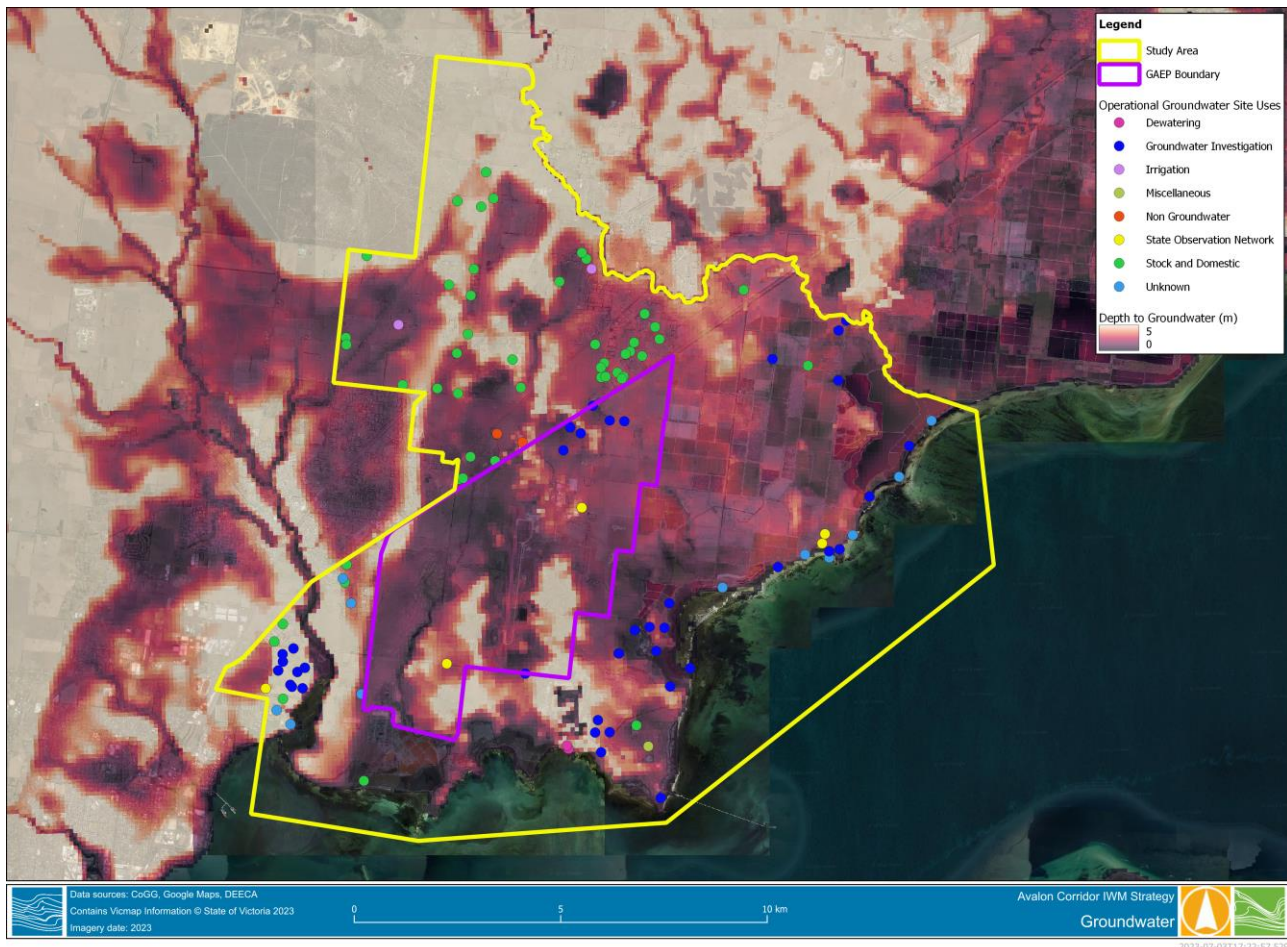 Legend
Study Area
GAEP Boundary
Operational Groundwater Site Uses
Dewatering
Groundwater Investigation
Irrigation
Miscellaneous
Non Groundwater
State Observation Network
Stock and Domestic
Unknown
Depth to Groundwater (m)
5
0
Data sources: CoGG, Google Maps, DEECA
Contains Vicmap Information © State of Victoria 2023
Imagery date: 2023
0 5 10 km
Avalon Corridor IWM Strategy
Groundwater